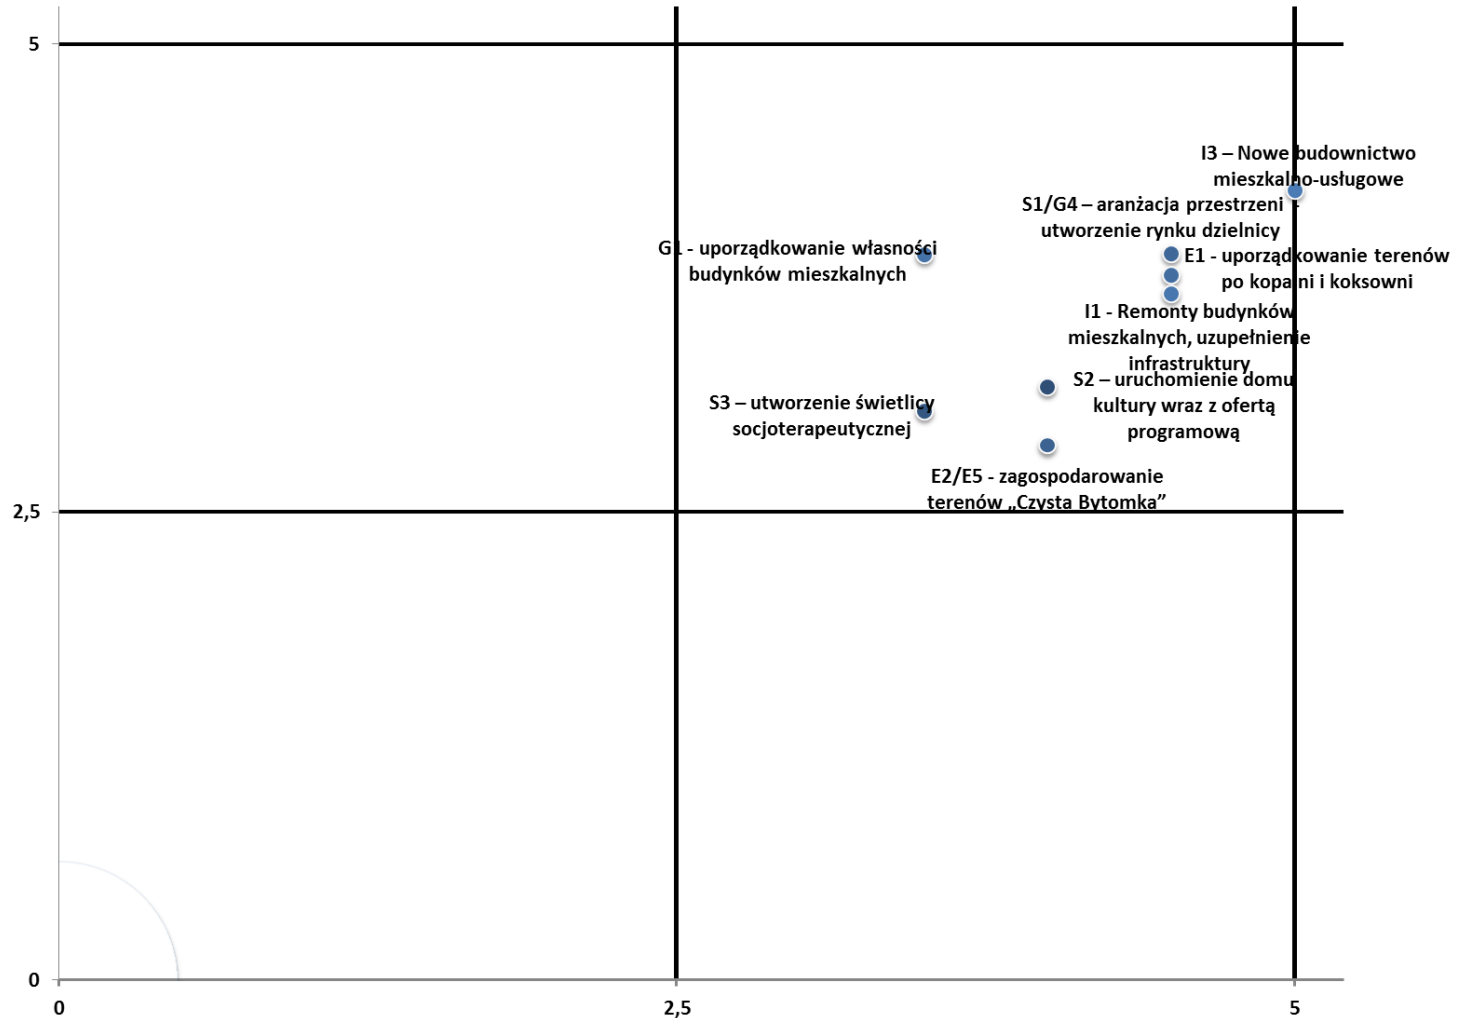 5
I3 – Nowe budownictwo
mieszkalno-usługowe
S1/G4 – aranżacja przestrzeni -
utworzenie rynku dzielnicy
G1 - uporządkowanie własności
budynków mieszkalnych
E1 - uporządkowanie terenów
po kopalni i koksowni
I1 - Remonty budynków
mieszkalnych, uzupełnienie
infrastruktury
S2 – uruchomienie domu
kultury wraz z ofertą
programową
S3 – utworzenie świetlicy
socjoterapeutycznej
E2/E5 - zagospodarowanie
terenów „Czysta Bytomka”
2,5
0
0
2,5
5